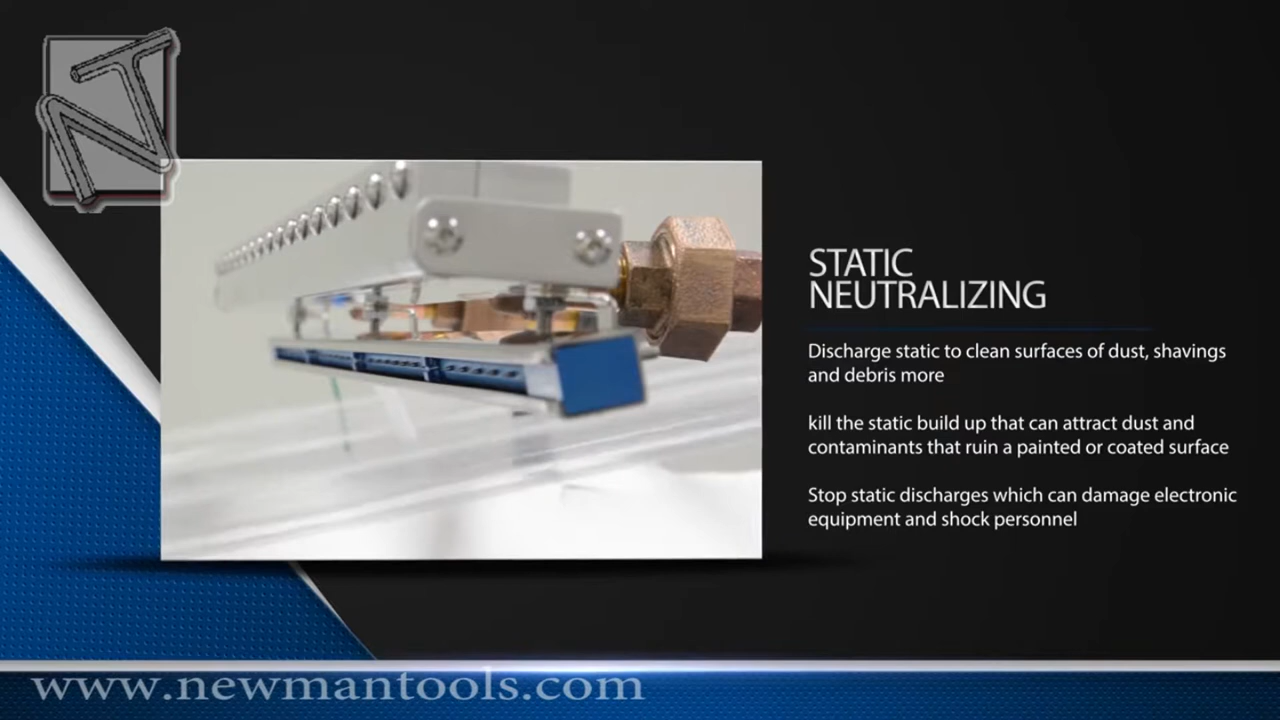 NT
STATIC
NEUTRALIZING
Discharge static to clean surfaces of dust, shavings
and debris more
kill the static build up that can attract dust and
contaminants that ruin a painted or coated surface
Stop static discharges which can damage electronic
equipment and shock personnel
www.newmantools.com